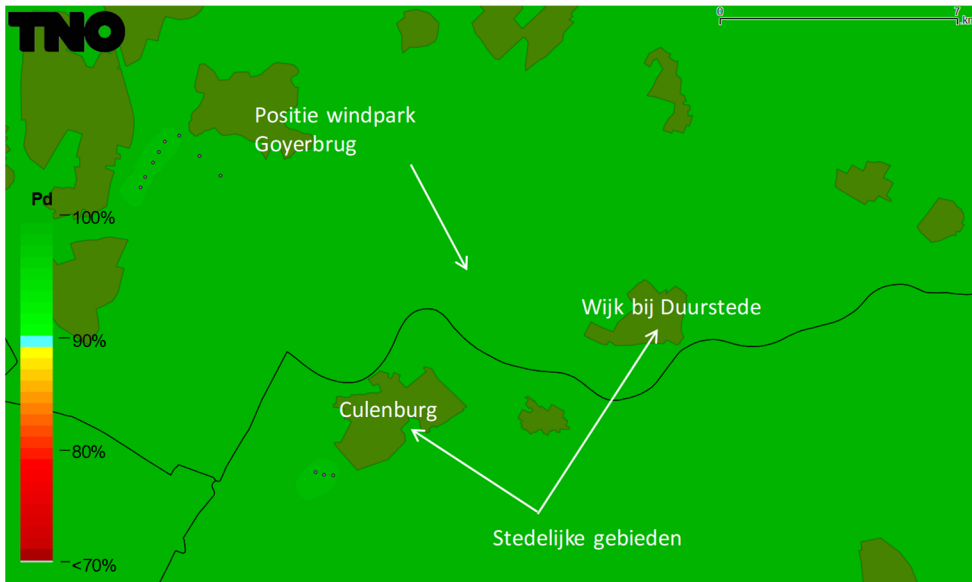 TNO
0 7
km
Positie windpark
Goyerbrug
Pd
100%
90%
80%
<70%
Wijk bij Duurstede
Culenburg
Stedelijke gebieden